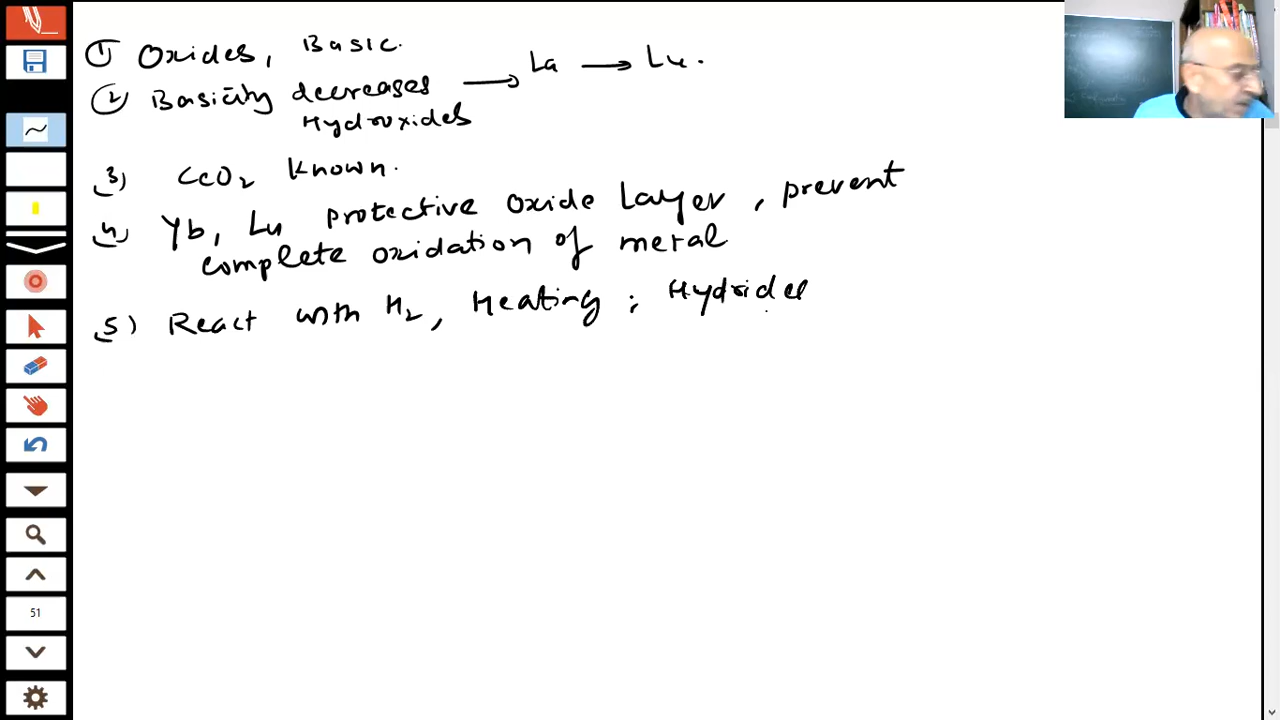 ① Oxides, Basic.
② Basicity decreases → La → Lu.
Hydroxides
3) CeO₂ Known.
4) Yb, Lu protective oxide Layer, prevent
complete oxidation of metal
5) React with H₂, Heating; Hydrides
51